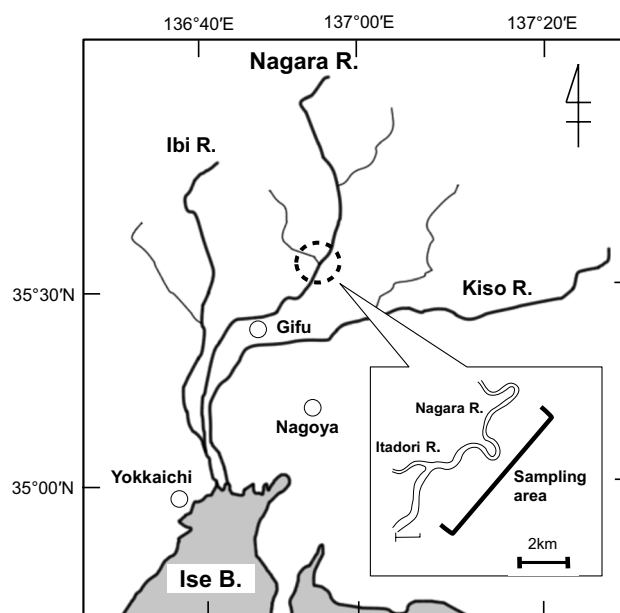 136°40′ 137°00′ 137°20′
Nagara R.
Ibi R.
35°30′N
Kiso R.
Gifu
Nagara R.
Nagoya
Itadori R.
Yokkaichi
Sampling
area
35°00′N
2km
Ise B.